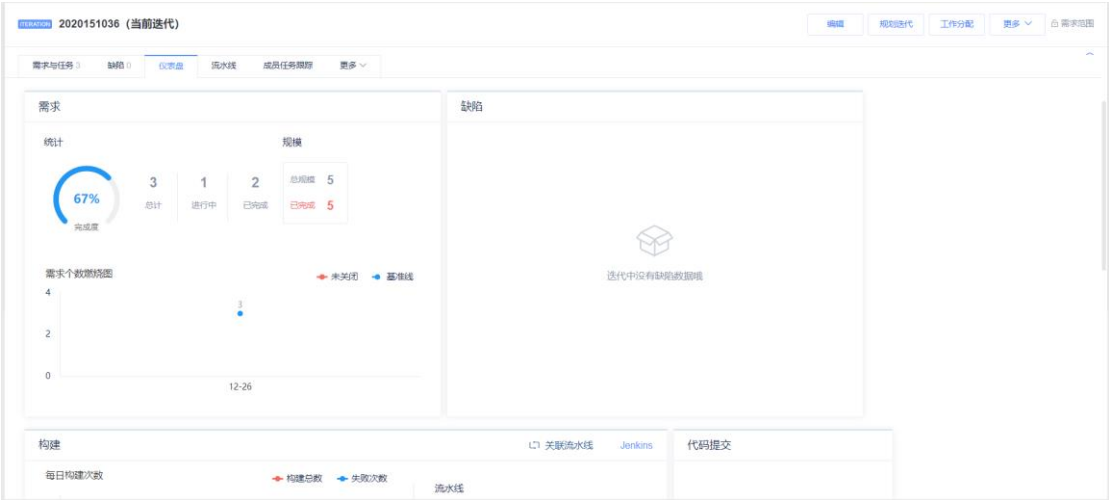 ITERATION 2020151036（当前迭代） 编辑 规划迭代 工作分配 更多 需求范围
需求与任务 3 缺陷 0 仪表盘 流水线 成员任务跟踪 更多
需求
统计 规模
67%
完成度
3 总计
1 进行中
2 已完成
总规模 5
已完成 5
需求个数燃烧图 未关闭 基准线
4
3
2
0
12-26
缺陷
迭代中没有缺陷数据哦
构建 关联流水线 Jenkins
每日构建次数 构建总数 失败次数
流水线
代码提交